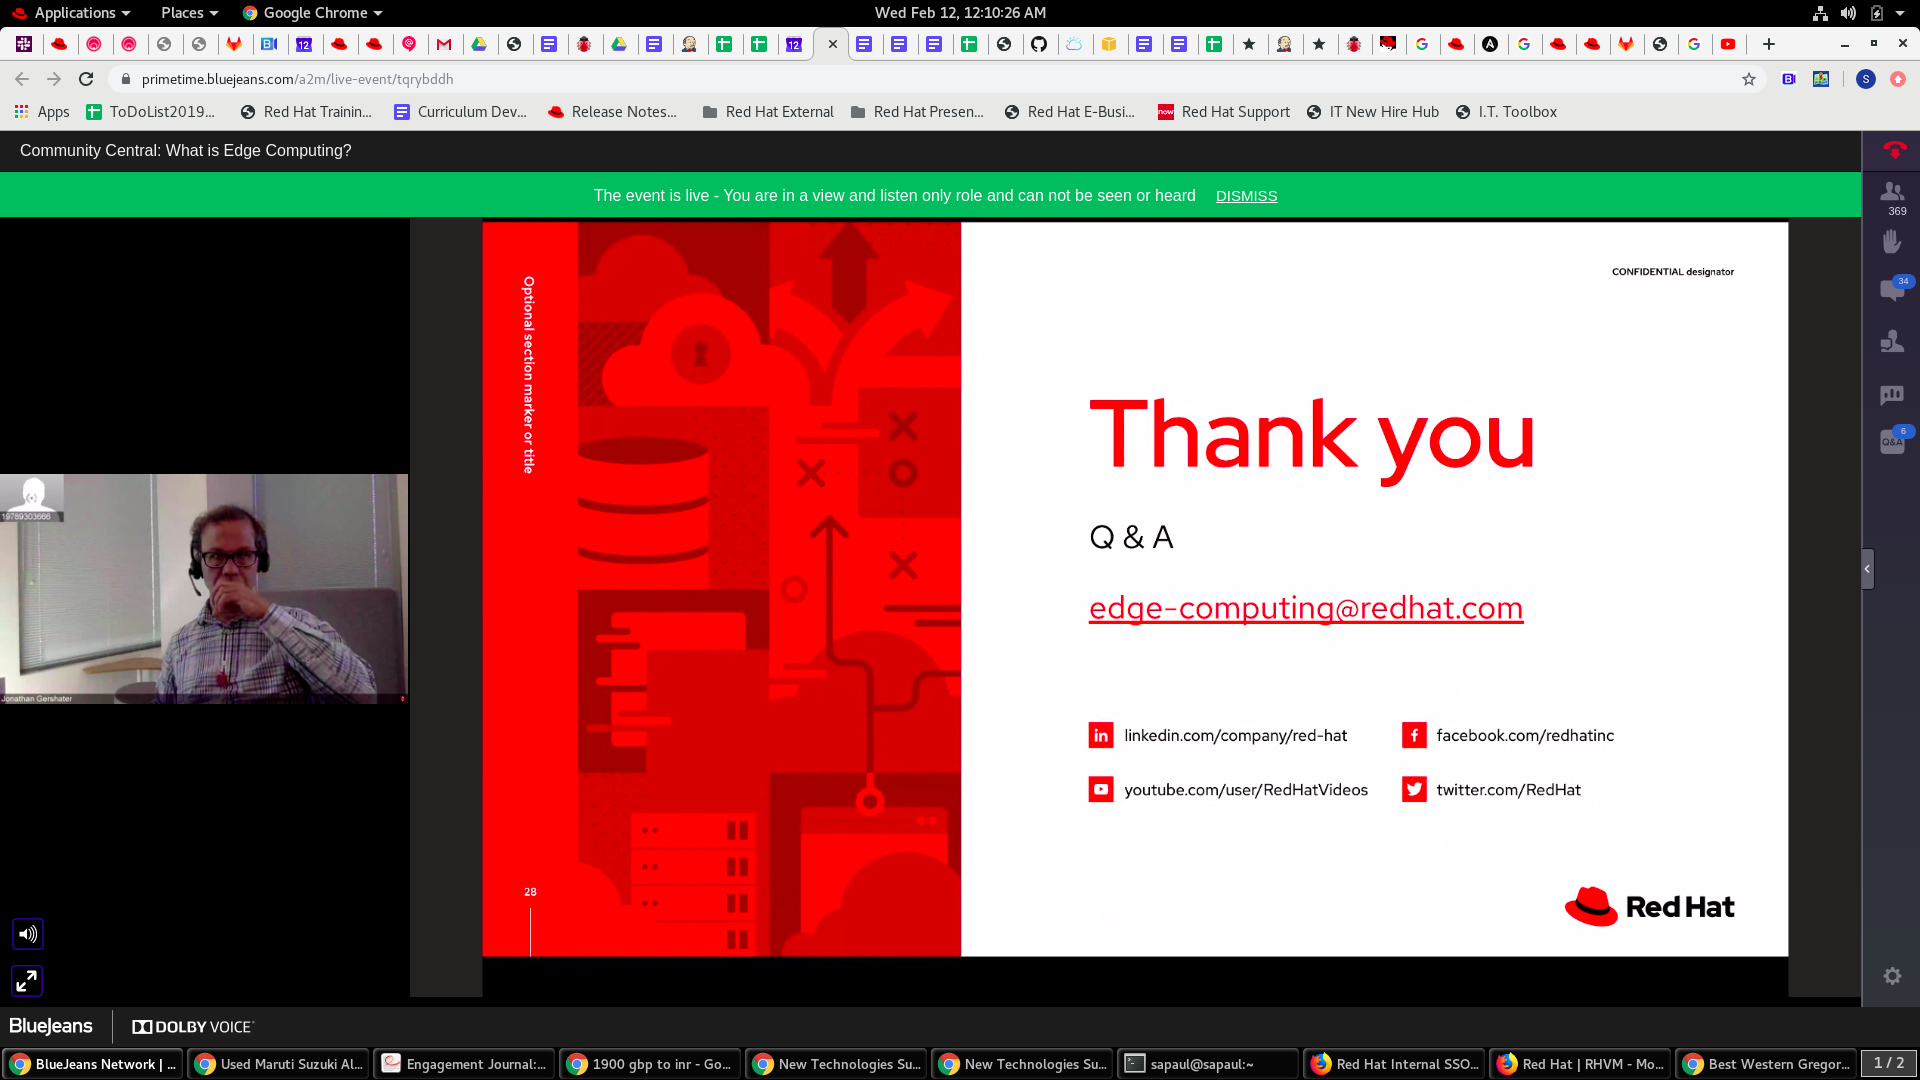 Applications
Places
Google Chrome
Wed Feb 12, 12:10:26 AM
primetime.bluejeans.com/a2m/live-event/tqrybddh
Apps
ToDoList2019...
Red Hat Trainin...
Curriculum Dev...
Release Notes...
Red Hat External
Red Hat Presen...
Red Hat E-Busi...
Red Hat Support
IT New Hire Hub
I.T. Toolbox
Community Central: What is Edge Computing?
The event is live - You are in a view and listen only role and can not be seen or heard DISMISS
369
34
6
Q&A
Optional section marker or title
28
CONFIDENTIAL designator
Thank you
Q & A
edge-computing@redhat.com
linkedin.com/company/red-hat
facebook.com/redhatinc
youtube.com/user/RedHatVideos
twitter.com/RedHat
Red Hat
19789303666
Jonathan Gershater
BlueJeans
DOLBY VOICE
BlueJeans Network | ...
Used Maruti Suzuki Al...
Engagement Journal:...
1900 gbp to inr - Go...
New Technologies Su...
New Technologies Su...
sapaul@sapaul:~
Red Hat Internal SSO...
Red Hat | RHVM - Mo...
Best Western Gregor...
1 / 2